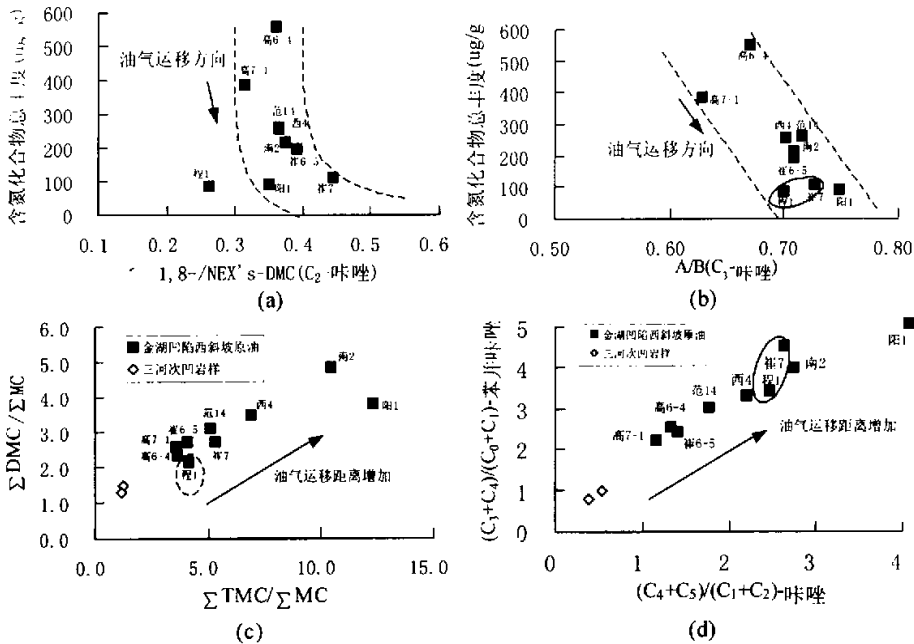 600
500
400
300
200
100
0
含氮化合物总丰度(ug/g)
油气运移方向
高6-4
高7-1
范14
西4
南2
崔6-5
程1
阳1
崔7
0.1
0.2
0.3
0.4
0.5
0.6
1,8-/NEX's-DMC(C₂-咔唑)
(a)
600
500
400
300
200
100
0
含氮化合物总丰度(ug/g
油气运移方向
高6-4
高7-1
西4
范14
南2
崔6-5
程1
崔7
阳1
0.50
0.60
0.70
0.80
A/B(C₃-咔唑)
(b)
6.0
5.0
4.0
3.0
2.0
1.0
0.0
ΣDMC/ΣMC
金湖凹陷西斜坡原油
三河次凹岩样
南2
阳1
西4
范14
崔6-5
高7-1
高6-4
崔7
程1
油气运移距离增加
0.0
5.0
10.0
15.0
ΣTMC/ΣMC
(c)
5
4
3
2
1
0
(C₃+C₄)/(C₀+C₁)-苯并咔唑
金湖凹陷西斜坡原油
三河次凹岩样
阳1
崔7
南2
程1
西4
范14
高6-4
高7-1
崔6-5
油气运移距离增加
0
1
2
3
4
(C₄+C₅)/(C₁+C₂)-咔唑
(d)